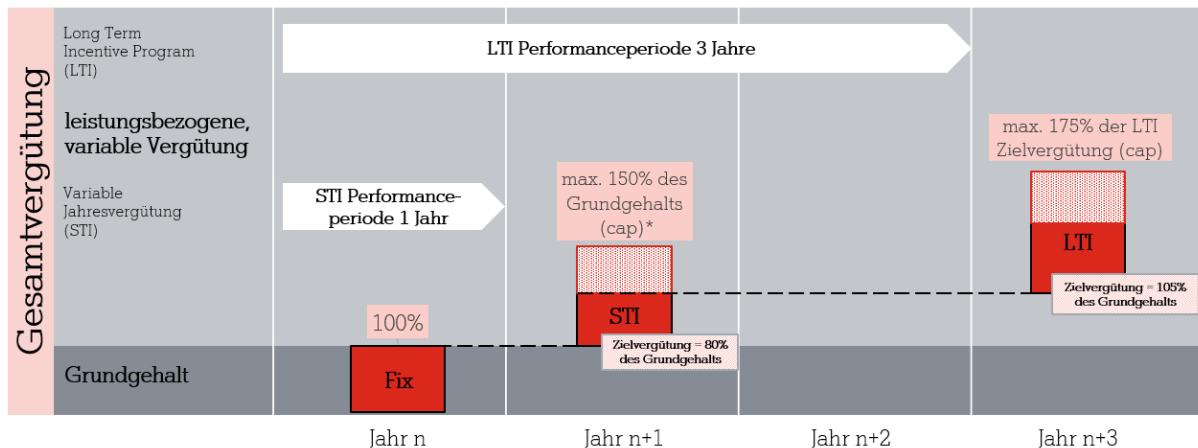 Gesamtvergütung
Long Term
Incentive Program
(LTI)
LTI Performanceperiode 3 Jahre
leistungsbezogene,
variable Vergütung
max. 175% der LTI
Zielvergütung (cap)
Variable
Jahresvergütung
(STI)
STI Performance-
periode 1 Jahr
max. 150% des
Grundgehalts
(cap)*
LTI
Zielvergütung = 105%
des Grundgehalts
100%
STI
Zielvergütung = 80%
des Grundgehalts
Grundgehalt
Fix
Jahr n
Jahr n+1
Jahr n+2
Jahr n+3